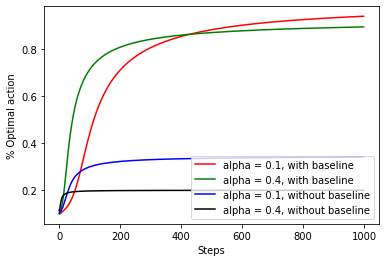 % Optimal action
0.8
0.6
0.4
0.2
0
200
400
600
800
1000
Steps
alpha = 0.1, with baseline
alpha = 0.4, with baseline
alpha = 0.1, without baseline
alpha = 0.4, without baseline